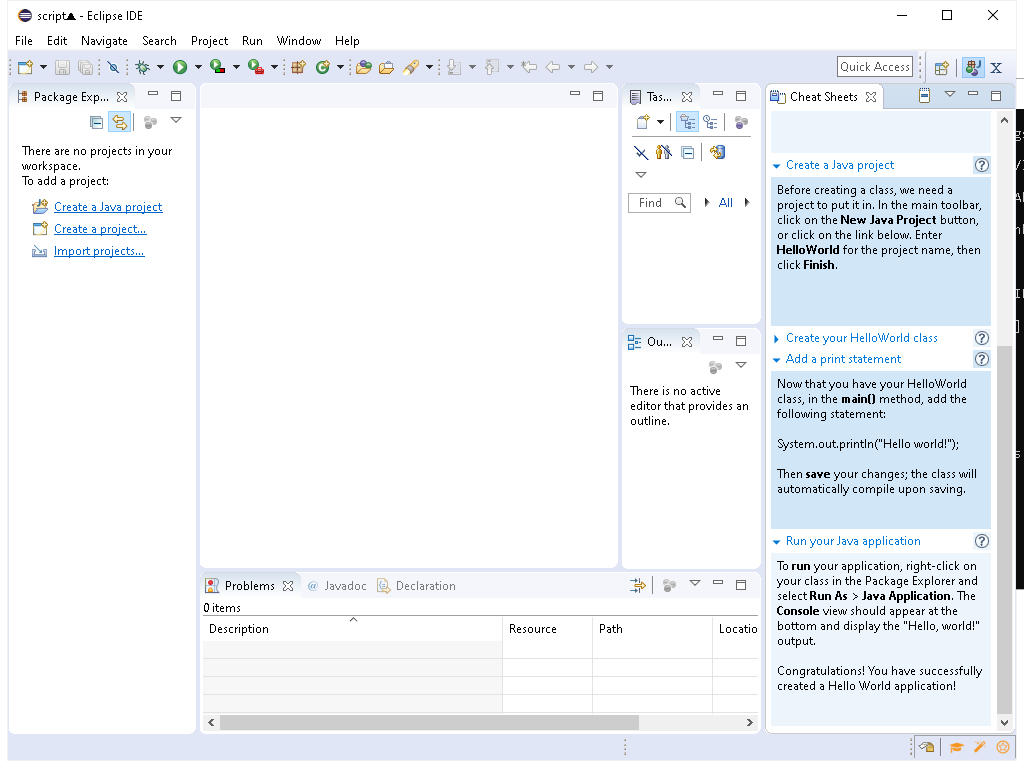 script▲ - Eclipse IDE
File Edit Navigate Search Project Run Window Help
Quick Access
Package Exp...
There are no projects in your
workspace.
To add a project:
Create a Java project
Create a project...
Import projects...
Tas...
Find
All
Ou...
There is no active
editor that provides an
outline.
Problems
Javadoc
Declaration
0 items
Description Resource Path Locatio
Cheat Sheets
Create a Java project
Before creating a class, we need a
project to put it in. In the main toolbar,
click on the New Java Project button,
or click on the link below. Enter
HelloWorld for the project name, then
click Finish.
Create your HelloWorld class
Add a print statement
Now that you have your HelloWorld
class, in the main() method, add the
following statement:
System.out.println("Hello world!");
Then save your changes; the class will
automatically compile upon saving.
Run your Java application
To run your application, right-click on
your class in the Package Explorer and
select Run As > Java Application. The
Console view should appear at the
bottom and display the "Hello, world!"
output.
Congratulations! You have successfully
created a Hello World application!